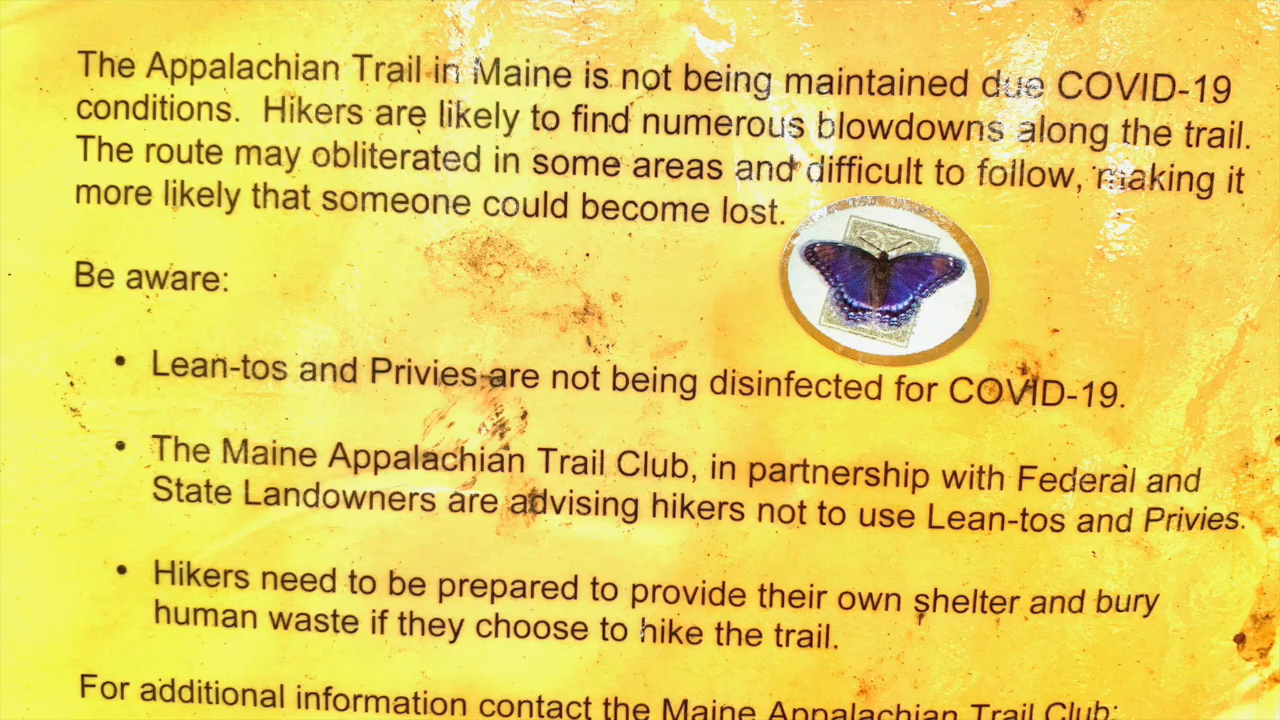 The Appalachian Trail in Maine is not being maintained due COVID-19
conditions.  Hikers are likely to find numerous blowdowns along the trail.
The route may obliterated in some areas and difficult to follow, making it
more likely that someone could become lost.
Be aware:
• Lean-tos and Privies are not being disinfected for COVID-19.
• The Maine Appalachian Trail Club, in partnership with Federal and
State Landowners are advising hikers not to use Lean-tos and Privies.
• Hikers need to be prepared to provide their own shelter and bury
human waste if they choose to hike the trail.
For additional information contact the Maine Appalachian Trail Club: